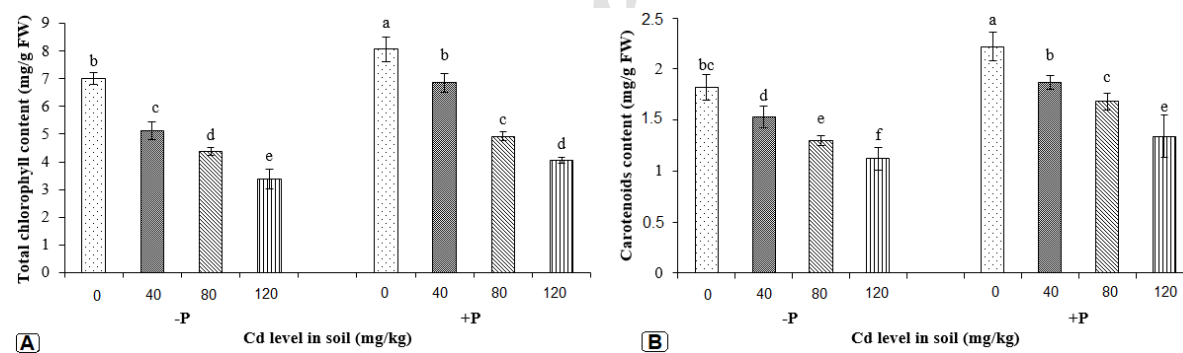 Total chlorophyll content (mg/g FW)
9
8
7
6
5
4
3
2
1
0
b
c
d
e
a
b
c
d
0 40 80 120 0 40 80 120
-P +P
Cd level in soil (mg/kg)
A
Carotenoids content (mg/g FW)
2.5
2
1.5
1
0.5
0
bc
d
e
f
a
b
c
e
0 40 80 120 0 40 80 120
-P +P
Cd level in soil (mg/kg)
B